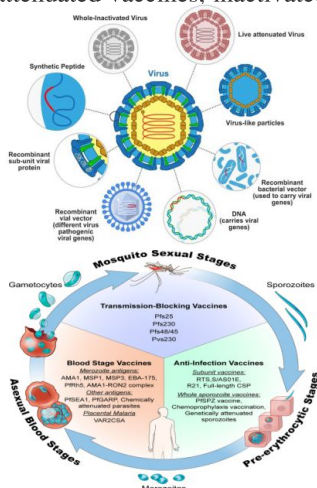 attenuated vaccines, inactivated
Whole-Inactivated Virus
Live attenuated Virus
Synthetic Peptide
Virus
Virus-like particles
Recombinant
sub-unit viral
protein
Recombinant
bacterial vector
(used to carry viral
genes)
Recombinant
vial vector
(different virus
pathogenic
viral genes)
DNA
(carries viral
genes)
Mosquito Sexual Stages
Gametocytes
Sporozoites
Transmission-Blocking Vaccines
Pfs25
Pfs230
Pfs48/45
Pvs230
Blood Stage Vaccines
Merozoite antigens:
AMA1, MSP1, MSP3, EBA-175,
PfRh5, AMA1-RON2 complex
Other antigens:
PfSEA1, PfGARP, Chemically
attenuated parasites
Placental Malaria
VAR2CSA
Anti-Infection Vaccines
Subunit vaccines:
RTS,S/AS01E,
R21, Full-length CSP
Whole sporozoite vaccines:
PfSPZ vaccine,
Chemoprophylaxis vaccination,
Genetically attenuated
sporozoites
Asexual Blood Stages
Pre-erythrocytic Stages
Merozoites